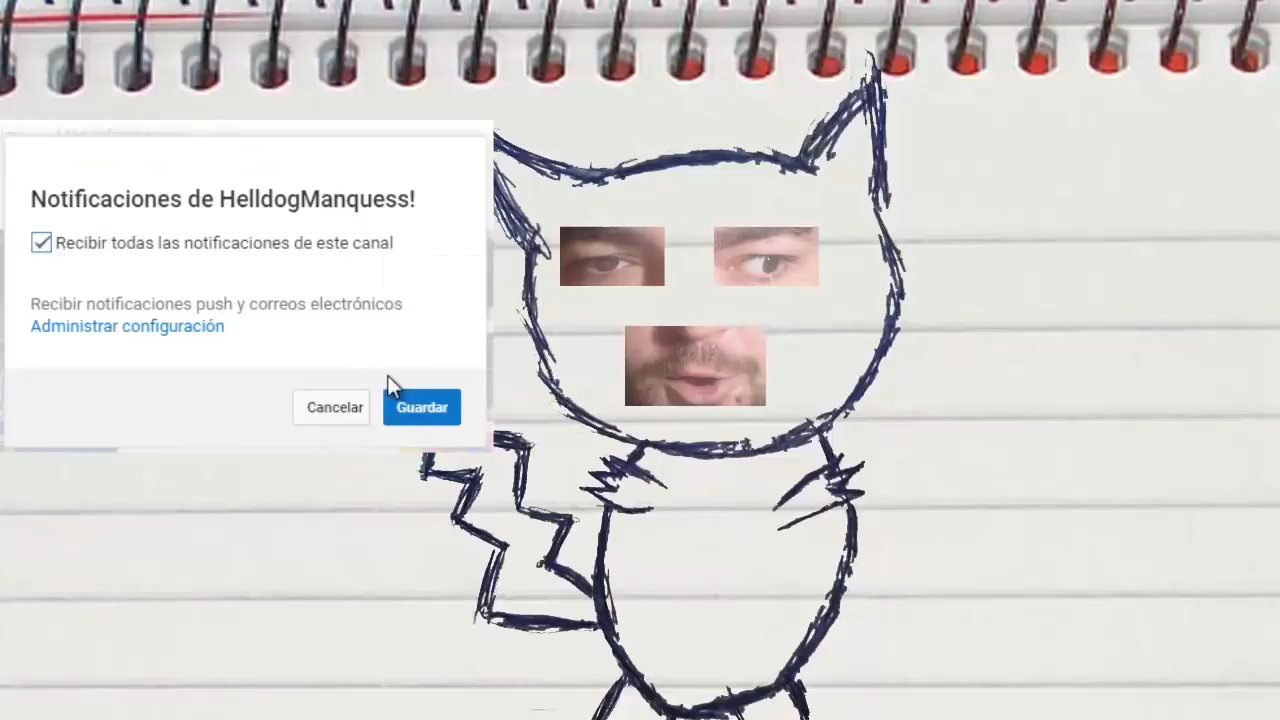 Notificaciones de HelldogManquess!
Recibir todas las notificaciones de este canal
Recibir notificaciones push y correos electrónicos
Administrar configuración
Cancelar
Guardar